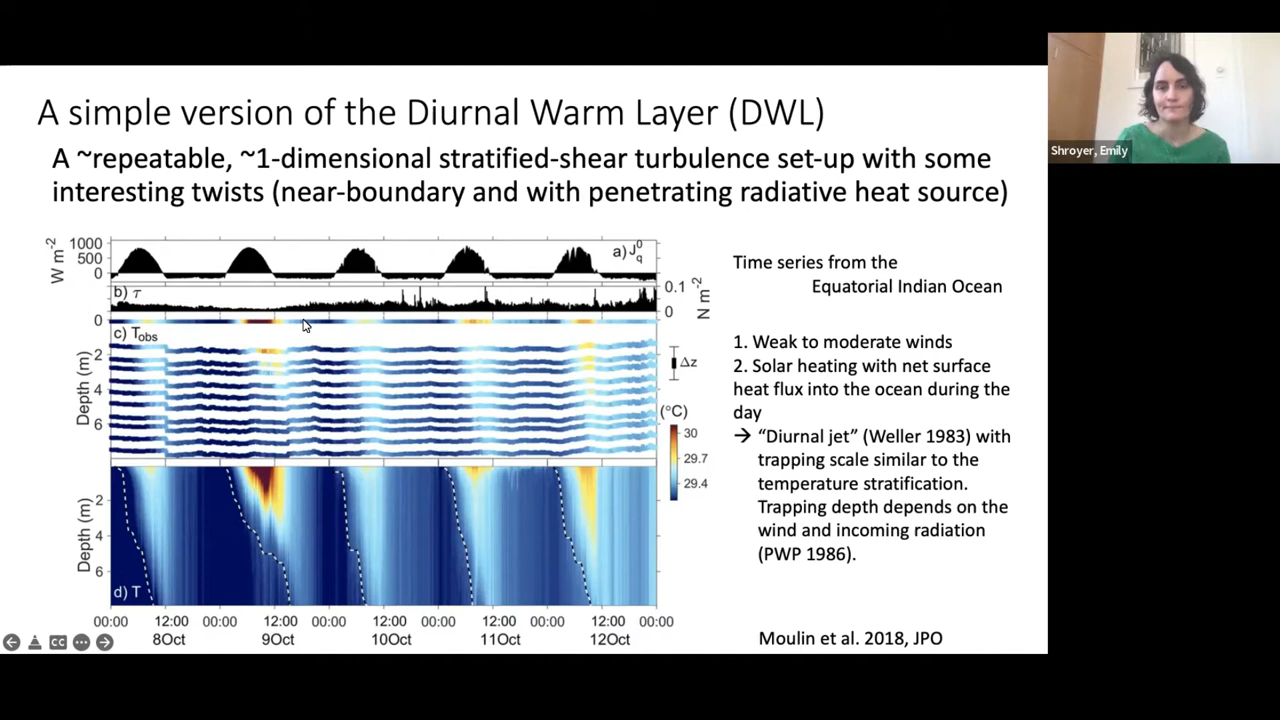 A simple version of the Diurnal Warm Layer (DWL)
A ~repeatable, ~1-dimensional stratified-shear turbulence set-up with some
interesting twists (near-boundary and with penetrating radiative heat source)
Shroyer, Emily
W m-2
1000
500
0
a) J0q
b) τ
0.1
0
N m-2
0
c) Tobs
Depth (m)
2
4
6
Δz
(°C)
30
29.7
29.4
Depth (m)
2
4
6
d) T
00:00 12:00 00:00 12:00 00:00 12:00 00:00 12:00 00:00 12:00 00:00
8Oct 9Oct 10Oct 11Oct 12Oct
CC
Time series from the
Equatorial Indian Ocean
1. Weak to moderate winds
2. Solar heating with net surface
heat flux into the ocean during the
day
→ “Diurnal jet” (Weller 1983) with
trapping scale similar to the
temperature stratification.
Trapping depth depends on the
wind and incoming radiation
(PWP 1986).
Moulin et al. 2018, JPO